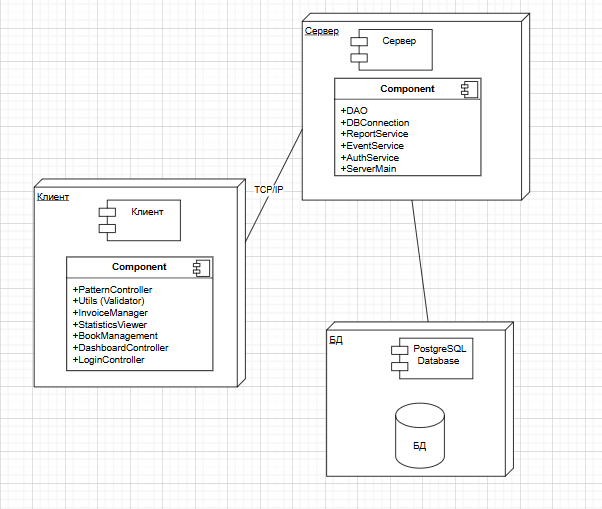 Сервер
Сервер
Component
+DAO
+DBConnection
+ReportService
+EventService
+AuthService
+ServerMain
TCP/IP
Клиент
Клиент
Component
+PatternController
+Utils (Validator)
+InvoiceManager
+StatisticsViewer
+BookManagement
+DashboardController
+LoginController
БД
PostgreSQL
Database
БД